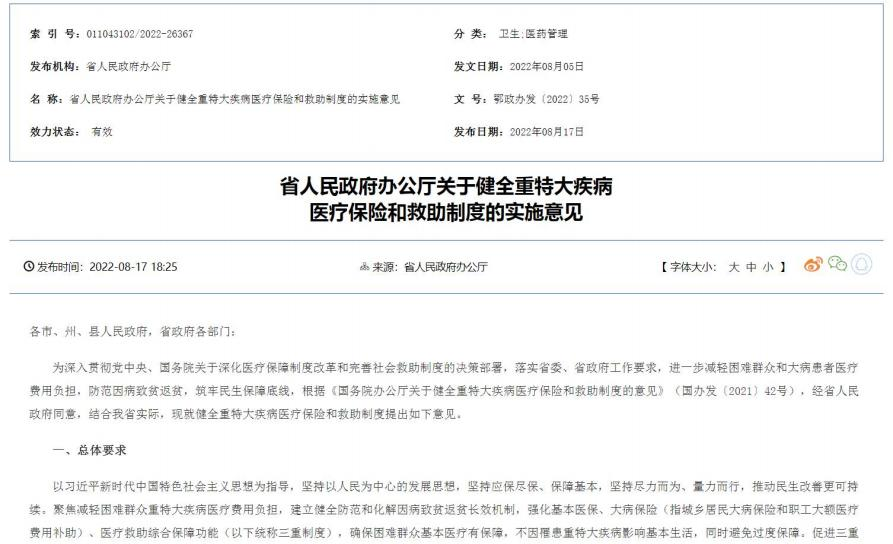 索 引 号：011043102/2022-26367
分 类： 卫生;医药管理
发布机构：省人民政府办公厅
发文日期：2022年08月05日
名 称：省人民政府办公厅关于健全重特大疾病医疗保险和救助制度的实施意见
文 号：鄂政办发〔2022〕35号
效力状态： 有效
发布日期：2022年08月17日
省人民政府办公厅关于健全重特大疾病
医疗保险和救助制度的实施意见
发布时间：2022-08-17 18:25
来源：省人民政府办公厅
【 字体大小： 大 中 小 】
各市、州、县人民政府，省政府各部门：
为深入贯彻党中央、国务院关于深化医疗保障制度改革和完善社会救助制度的决策部署，落实省委、省政府工作要求，进一步减轻困难群众和大病患者医疗
费用负担，防范因病致贫返贫，筑牢民生保障底线，根据《国务院办公厅关于健全重特大疾病医疗保险和救助制度的意见》（国办发〔2021〕42号），经省人民
政府同意，结合我省实际，现就健全重特大疾病医疗保险和救助制度提出如下意见。
一、总体要求
以习近平新时代中国特色社会主义思想为指导，坚持以人民为中心的发展思想，坚持应保尽保、保障基本，坚持尽力而为、量力而行，推动民生改善更可持
续。聚焦减轻困难群众重特大疾病医疗费用负担，建立健全防范和化解因病致贫返贫长效机制，强化基本医保、大病保险（指城乡居民大病保险和职工大额医疗
费用补助）、医疗救助综合保障功能（以下统称三重制度），确保困难群众基本医疗有保障，不因罹患重特大疾病影响基本生活，同时避免过度保障。促进三重